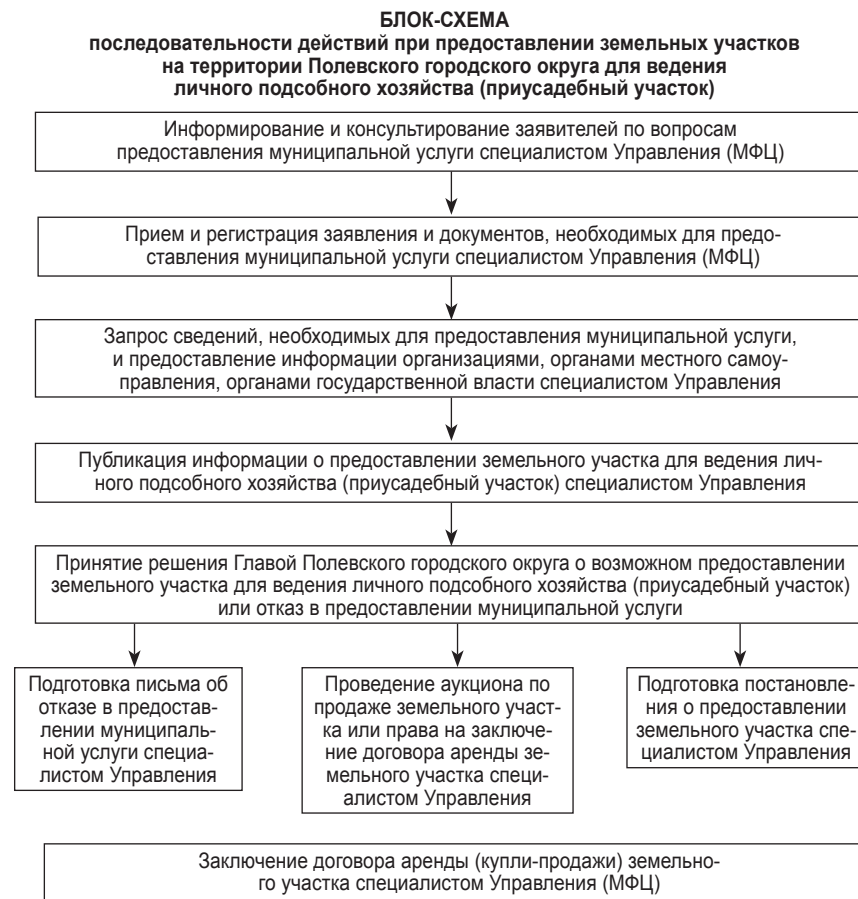 БЛОК-СХЕМА
последовательности действий при предоставлении земельных участков
на территории Полевского городского округа для ведения
личного подсобного хозяйства (приусадебный участок)
Информирование и консультирование заявителей по вопросам
предоставления муниципальной услуги специалистом Управления (МФЦ)
Прием и регистрация заявления и документов, необходимых для предо-
ставления муниципальной услуги специалистом Управления (МФЦ)
Запрос сведений, необходимых для предоставления муниципальной услуги,
и предоставление информации организациями, органами местного самоу-
правления, органами государственной власти специалистом Управления
Публикация информации о предоставлении земельного участка для ведения лич-
ного подсобного хозяйства (приусадебный участок) специалистом Управления
Принятие решения Главой Полевского городского округа о возможном предоставлении
земельного участка для ведения личного подсобного хозяйства (приусадебный участок)
или отказ в предоставлении муниципальной услуги
Подготовка письма об
отказе в предостав-
лении муниципаль-
ной услуги специа-
листом Управления
Проведение аукциона по
продаже земельного участ-
ка или права на заключе-
ние договора аренды зе-
мельного участка специ-
алистом Управления
Подготовка постановле-
ния о предоставлении
земельного участка спе-
циалистом Управления
Заключение договора аренды (купли-продажи) земельно-
го участка специалистом Управления (МФЦ)